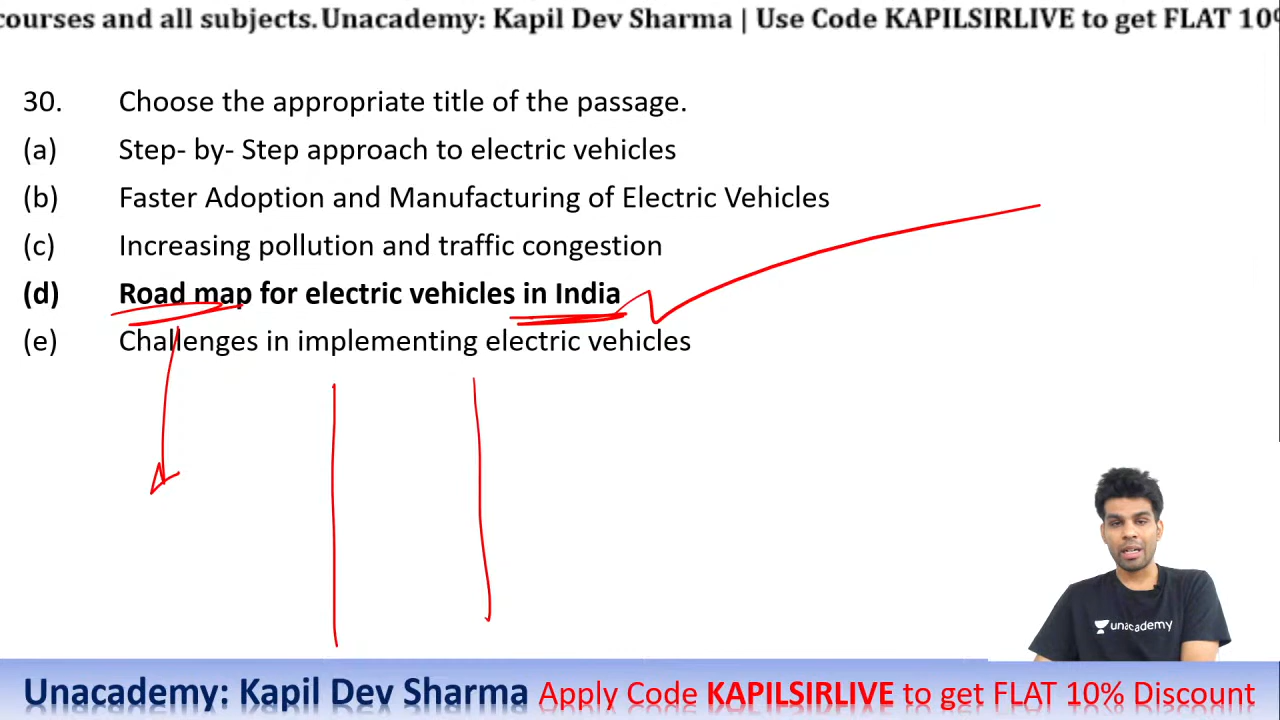 courses and all subjects. Unacademy: Kapil Dev Sharma | Use Code KAPILSIRLIVE to get FLAT 10%
30. Choose the appropriate title of the passage.
(a) Step- by- Step approach to electric vehicles
(b) Faster Adoption and Manufacturing of Electric Vehicles
(c) Increasing pollution and traffic congestion
(d) Road map for electric vehicles in India
(e) Challenges in implementing electric vehicles
unacademy
Unacademy: Kapil Dev Sharma Apply Code KAPILSIRLIVE to get FLAT 10% Discount